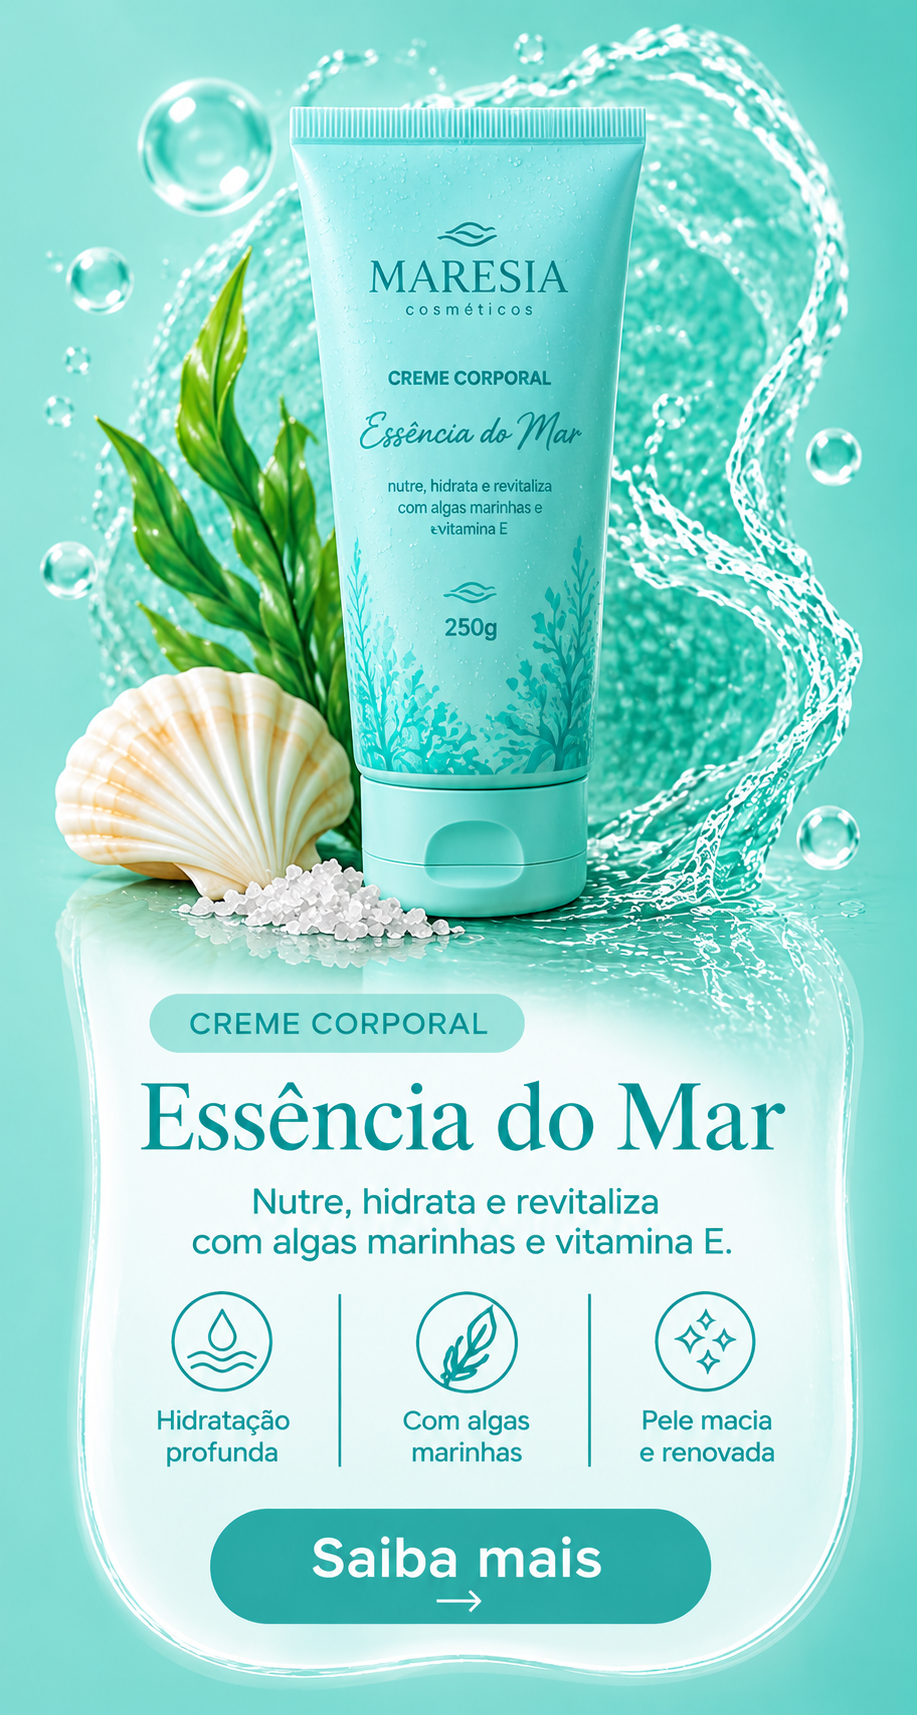 MARESIA
cosméticos
CREME CORPORAL
Essência do Mar
nutre, hidrata e revitaliza
com algas marinhas e
vitamina E
250g
CREME CORPORAL
Essência do Mar
Nutre, hidrata e revitaliza
com algas marinhas e vitamina E.
Hidratação
profunda
Com algas
marinhas
Pele macia
e renovada
Saiba mais
→